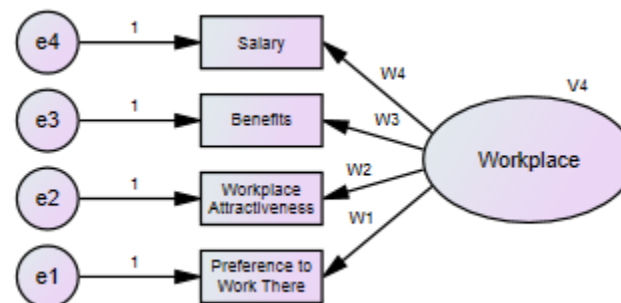 e4
1
Salary
W4
V4
e3
1
Benefits
W3
Workplace
e2
1
Workplace
Attractiveness
W2
W1
e1
1
Preference to
Work There